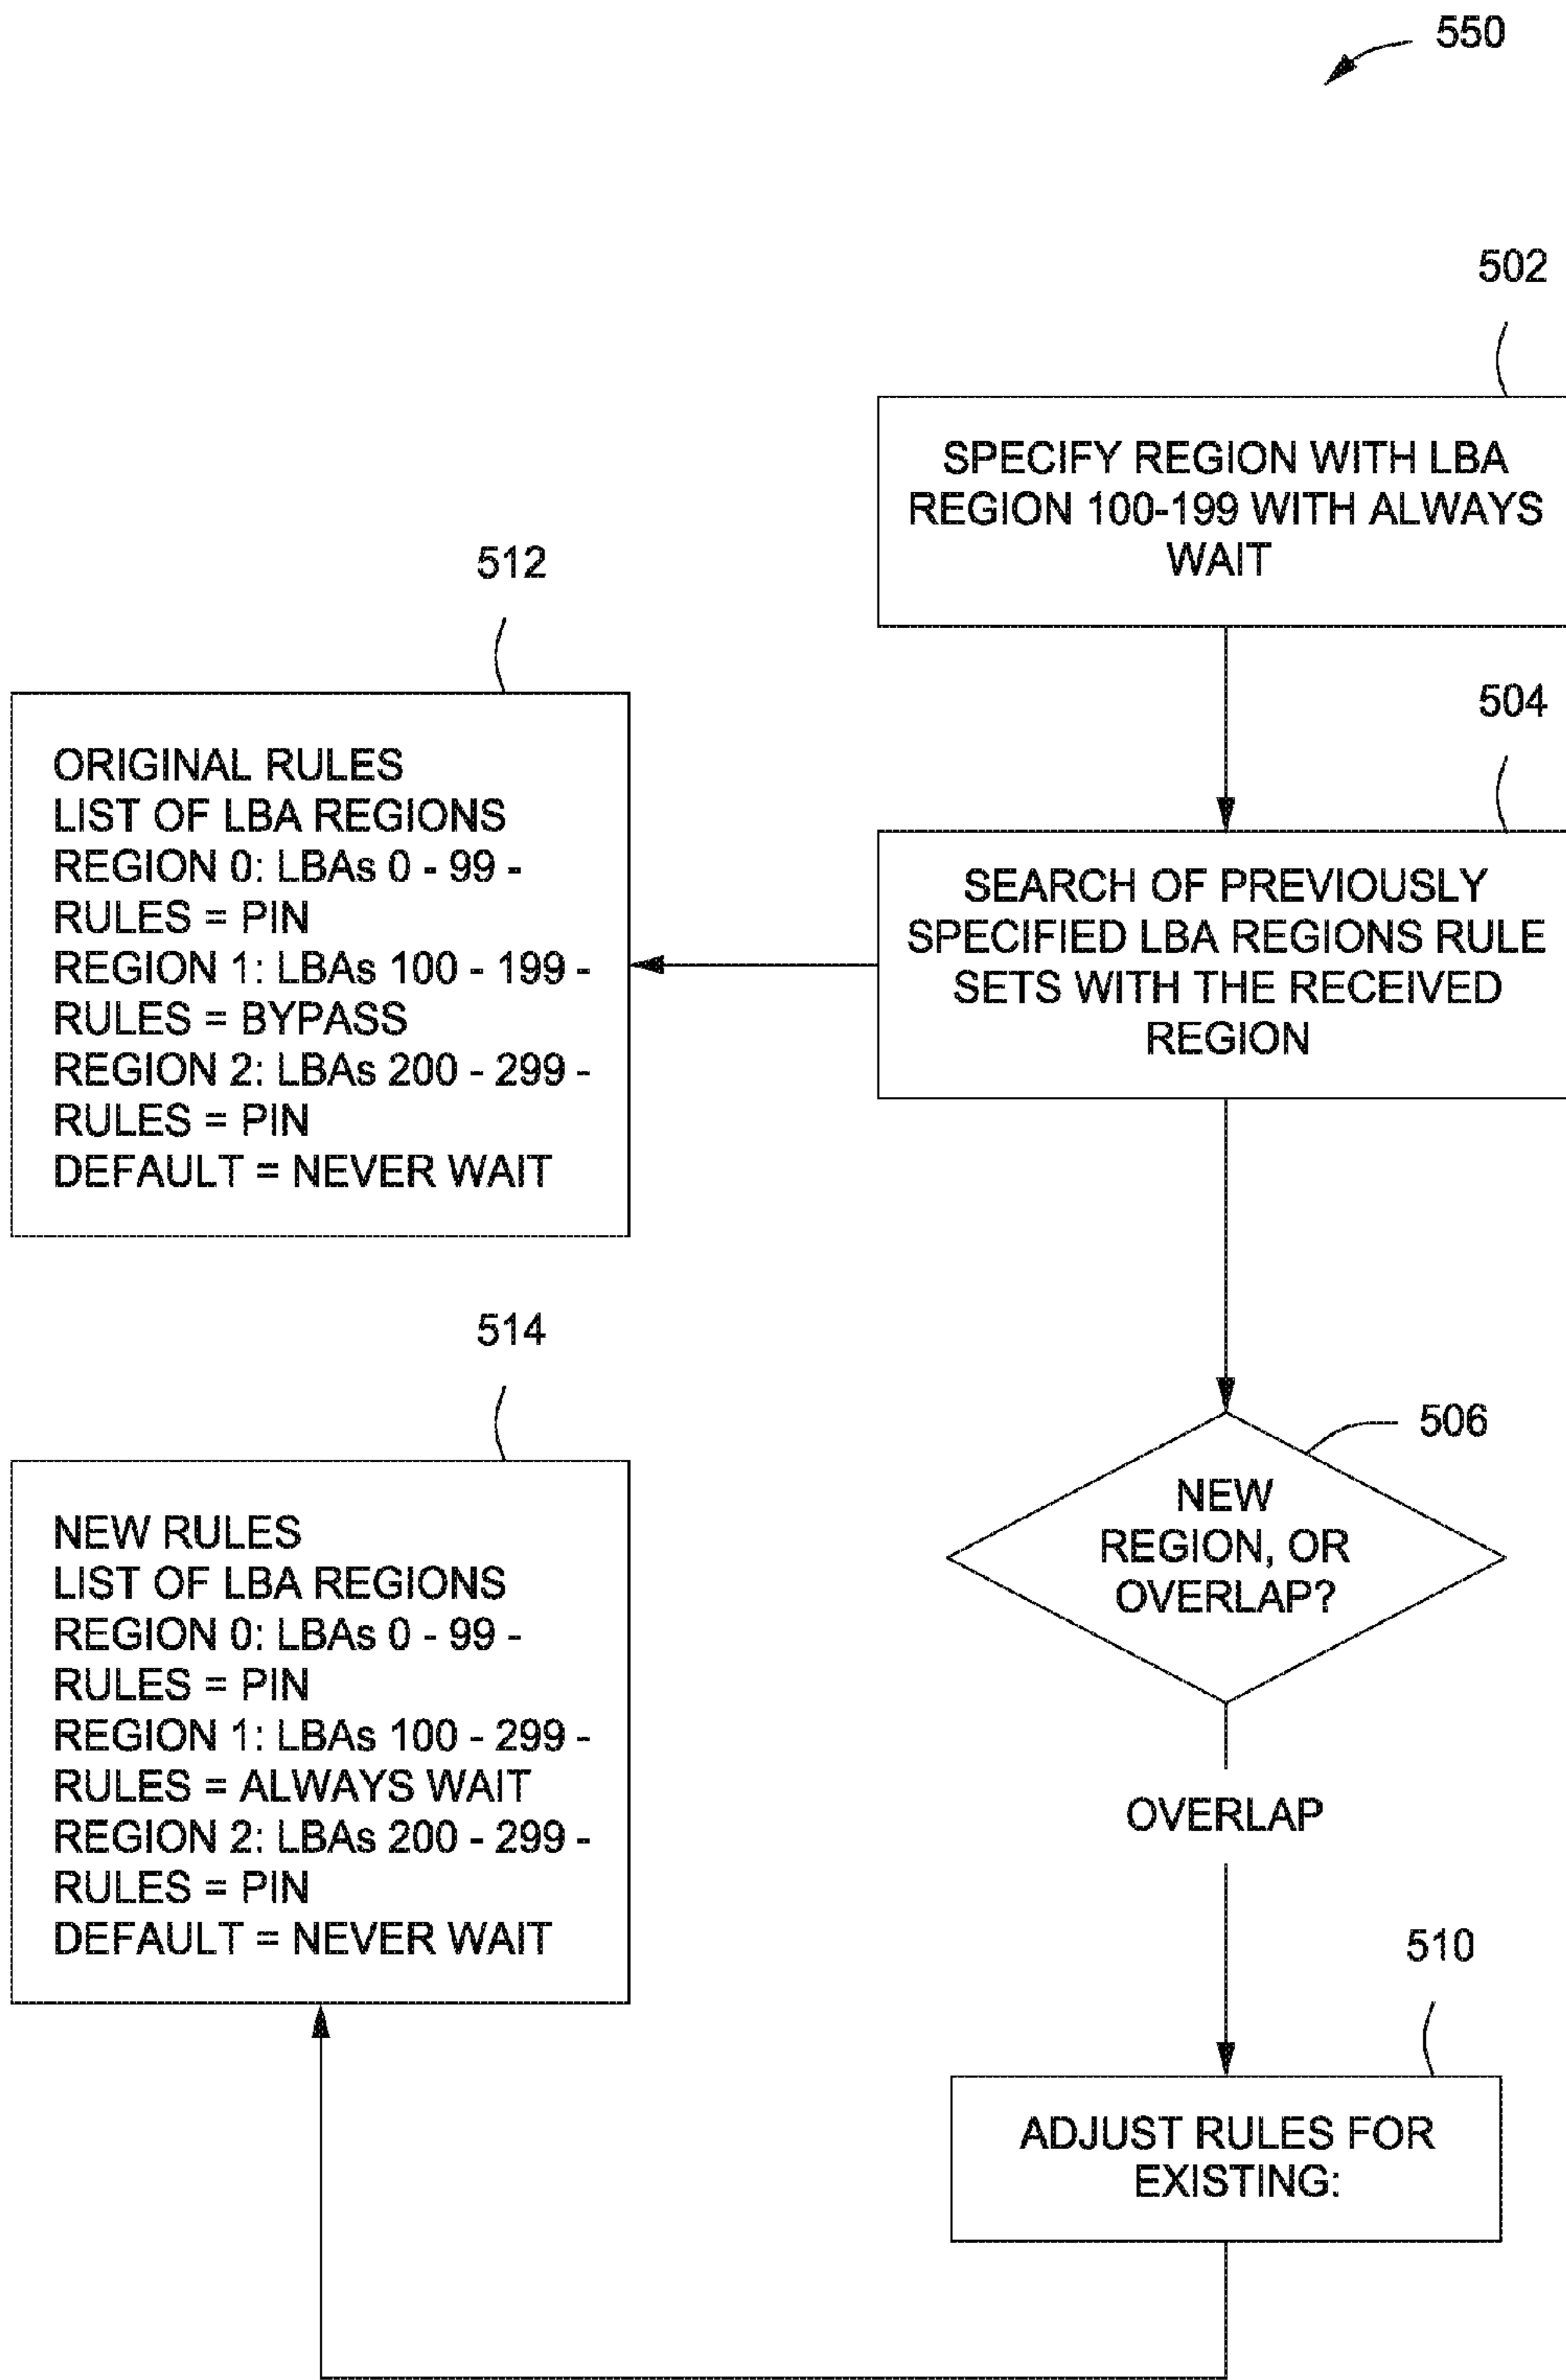 550
502
SPECIFY REGION WITH LBA
REGION 100-199 WITH ALWAYS
WAIT
512
504
ORIGINAL RULES
LIST OF LBA REGIONS
REGION 0: LBAs 0 - 99 -
RULES = PIN
REGION 1: LBAs 100 - 199 -
RULES = BYPASS
REGION 2: LBAs 200 - 299 -
RULES = PIN
DEFAULT = NEVER WAIT
SEARCH OF PREVIOUSLY
SPECIFIED LBA REGIONS RULE
SETS WITH THE RECEIVED
REGION
514
506
NEW
REGION, OR
OVERLAP?
NEW RULES
LIST OF LBA REGIONS
REGION 0: LBAs 0 - 99 -
RULES = PIN
REGION 1: LBAs 100 - 299 -
RULES = ALWAYS WAIT
REGION 2: LBAs 200 - 299 -
RULES = PIN
DEFAULT = NEVER WAIT
OVERLAP
510
ADJUST RULES FOR
EXISTING: